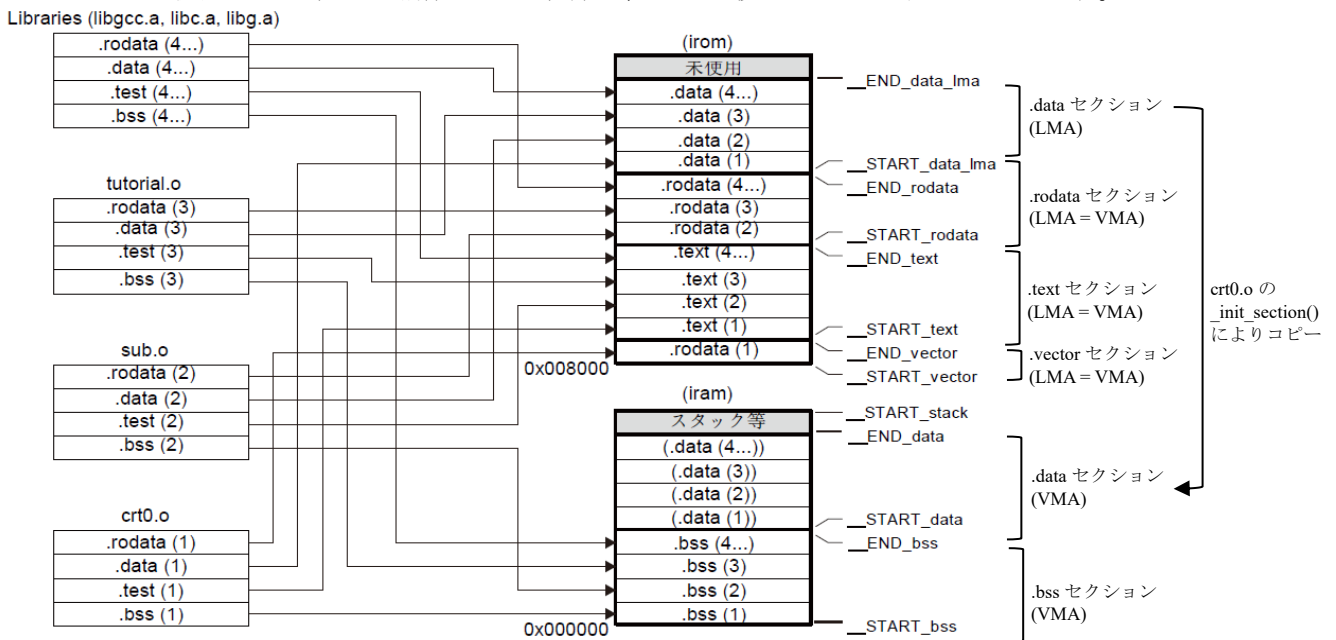 Libraries (libgcc.a, libc.a, libg.a)
.rodata (4...)
.data (4...)
.test (4...)
.bss (4...)
tutorial.o
.rodata (3)
.data (3)
.test (3)
.bss (3)
sub.o
.rodata (2)
.data (2)
.test (2)
.bss (2)
crt0.o
.rodata (1)
.data (1)
.test (1)
.bss (1)
(irom)
未使用
.data (4...)
.data (3)
.data (2)
.data (1)
.rodata (4...)
.rodata (3)
.rodata (2)
.text (4...)
.text (3)
.text (2)
.text (1)
.rodata (1)
0x008000
(iram)
スタック等
(.data (4...))
(.data (3))
(.data (2))
(.data (1))
.bss (4...)
.bss (3)
.bss (2)
.bss (1)
0x000000
__END_data_lma
__START_data_lma
__END_rodata
__START_rodata
__END_text
__START_text
__END_vector
__START_vector
__START_stack
__END_data
__START_data
__END_bss
__START_bss
.data セクション
(LMA)
.rodata セクション
(LMA = VMA)
.text セクション
(LMA = VMA)
.vector セクション
(LMA = VMA)
.data セクション
(VMA)
.bss セクション
(VMA)
crt0.o の
_init_section()
によりコピー